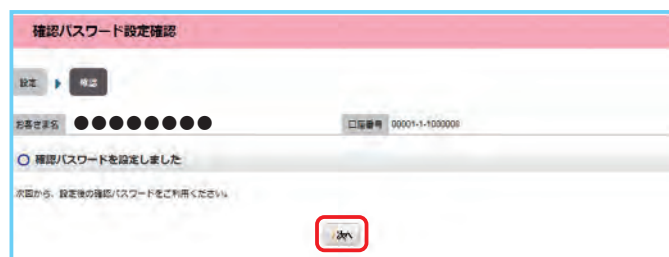 確認パスワード設定確認
設定 ▶ 確認
お客さま名 ●●●●●●●● 口座番号 00001-1-1000006
○ 確認パスワードを設定しました
次回から、設定後の確認パスワードをご利用ください。
次へ